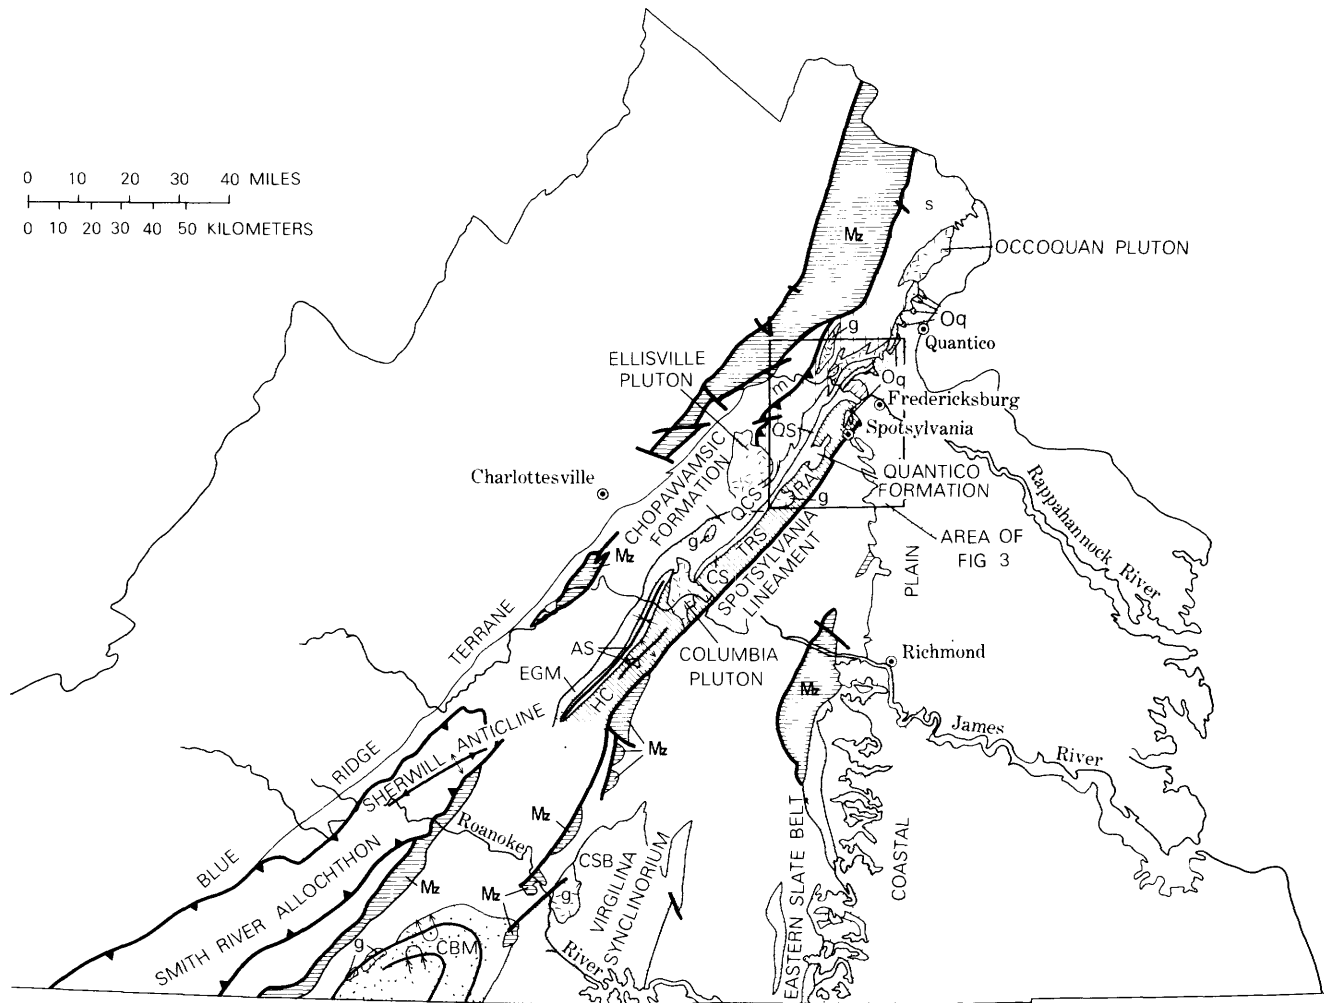 0 10 20 30 40 MILES
0 10 20 30 40 50 KILOMETERS
s
Mz
OCCOQUAN PLUTON
g
Oq
Quantico
ELLISVILLE
PLUTON
m
Oq
Fredericksburg
QS
Spotsylvania
Charlottesville
CHOPAWAMSIC
FORMATION
QUANTICO
FORMATION
QCS
g
Rappahannock River
AREA OF
FIG 3
g
TRS
SPOTSYLVANIA
LINEAMENT
Mz
CS
PLAIN
TERRANE
AS
EGM
HC
COLUMBIA
PLUTON
Richmond
Mz
James
River
Mz
SHERWILL ANTICLINE
RIDGE
BLUE
Mz
Roanoke
CSB
VIRGILINA
SYNCLINORIUM
EASTERN SLATE BELT
COASTAL
SMITH RIVER ALLOCHTHON
Mz
Mz
g
g
CBM
River